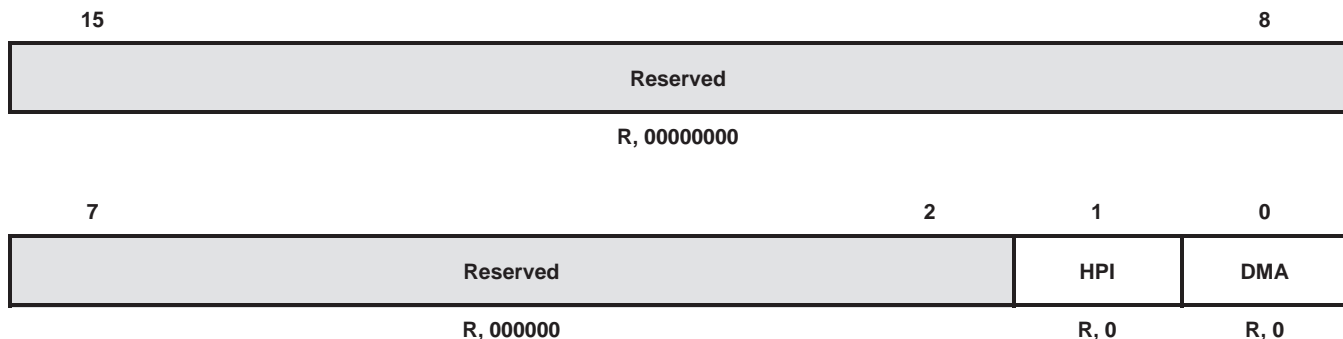 15 8
Reserved
R, 00000000
7 2 1 0
Reserved HPI DMA
R, 000000 R, 0 R, 0